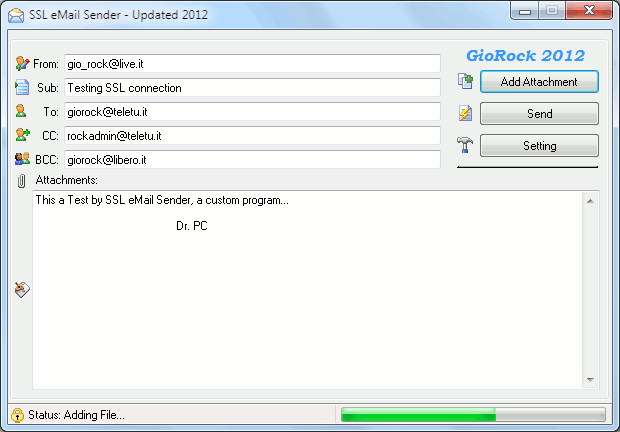 SSL eMail Sender - Updated 2012
GioRock 2012
From: gio_rock@live.it
Add Attachment
Sub: Testing SSL connection
To: giorock@teletu.it
Send
CC: rockadmin@teletu.it
Setting
BCC: giorock@libero.it
Attachments:
This a Test by SSL eMail Sender, a custom program...
Dr. PC
Status: Adding File...